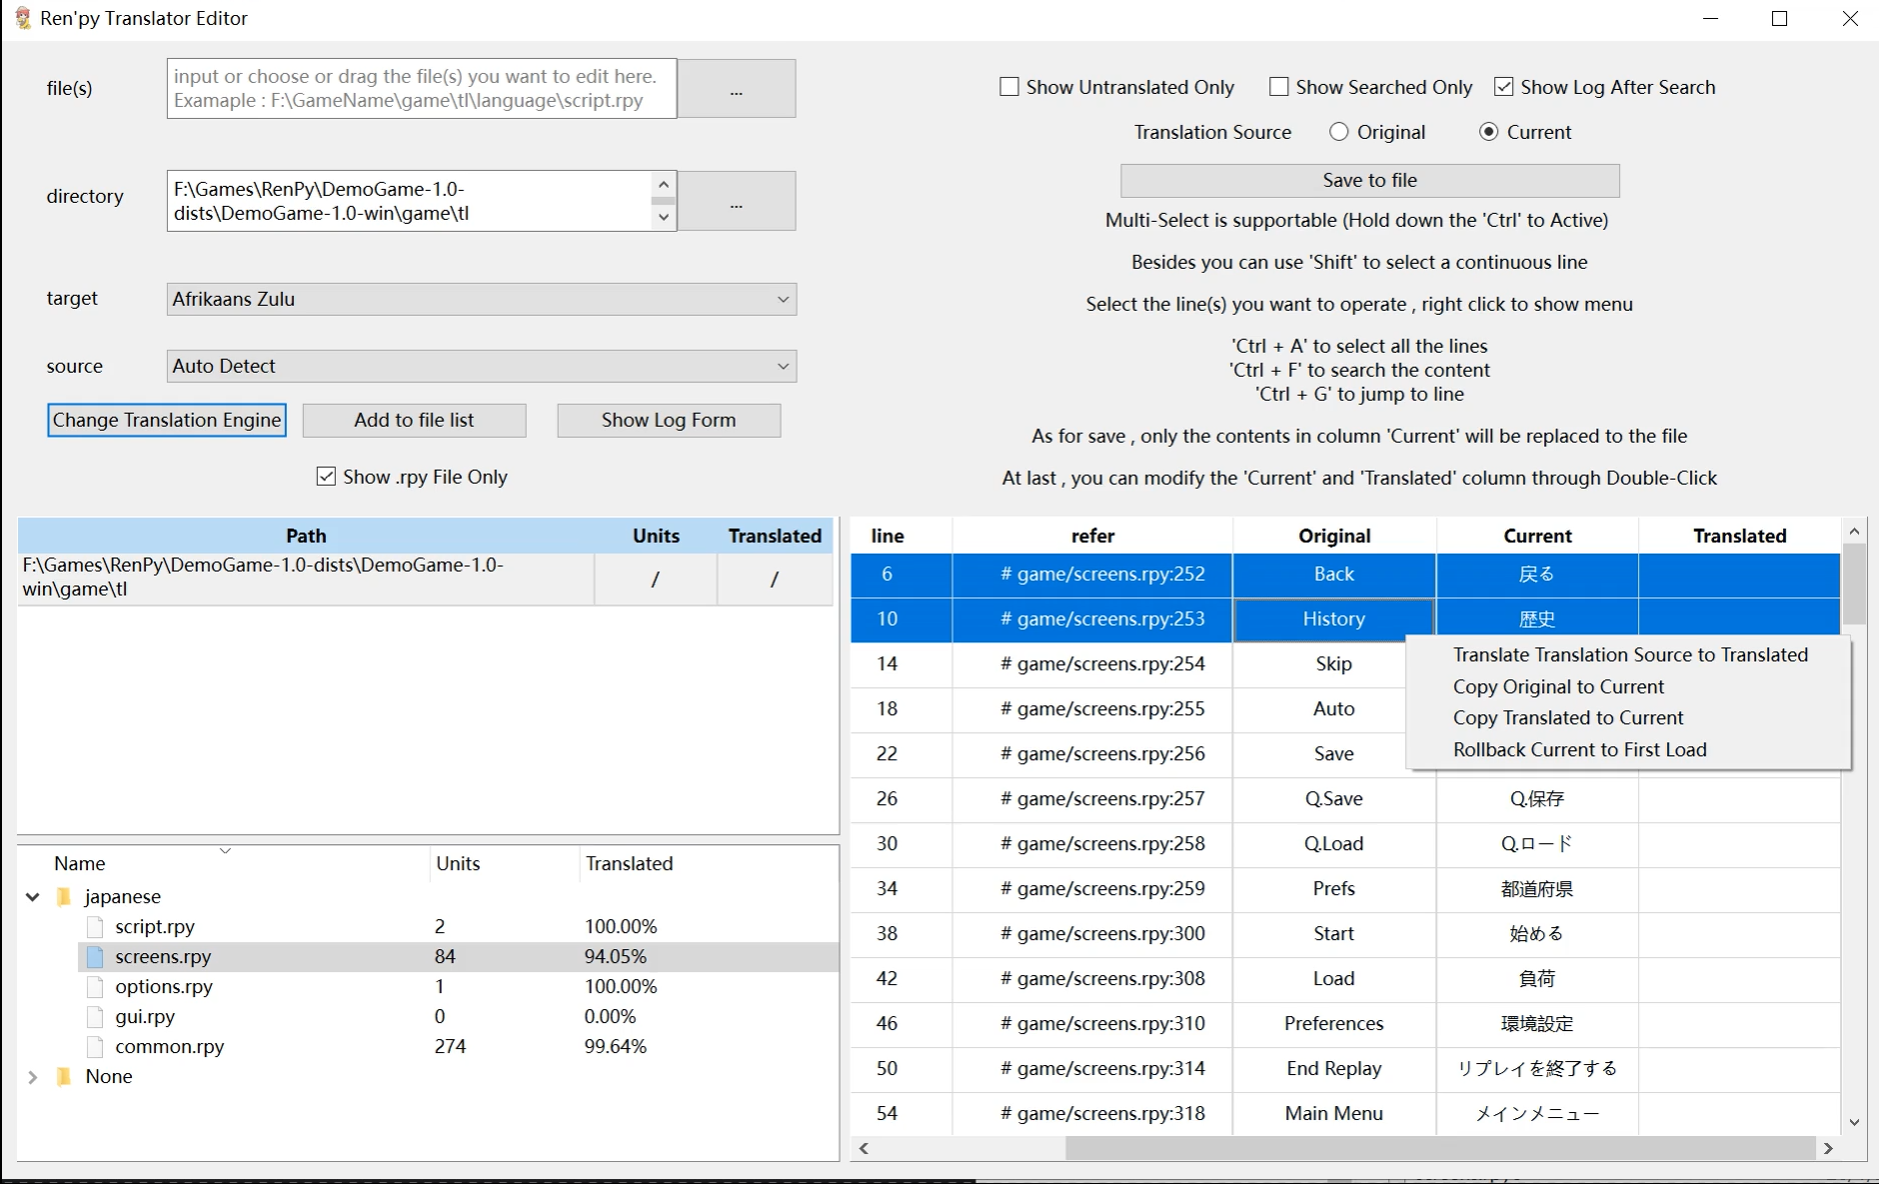 Ren'py Translator Editor
file(s)
input or choose or drag the file(s) you want to edit here.
Examaple : F:\GameName\game\tl\language\script.rpy
...
directory
F:\Games\RenPy\DemoGame-1.0-
dists\DemoGame-1.0-win\game\tl
...
target
Afrikaans Zulu
source
Auto Detect
Change Translation Engine
Add to file list
Show Log Form
Show .rpy File Only
Show Untranslated Only
Show Searched Only
Show Log After Search
Translation Source
Original
Current
Save to file
Multi-Select is supportable (Hold down the 'Ctrl' to Active)
Besides you can use 'Shift' to select a continuous line
Select the line(s) you want to operate , right click to show menu
'Ctrl + A' to select all the lines
'Ctrl + F' to search the content
'Ctrl + G' to jump to line
As for save , only the contents in column 'Current' will be replaced to the file
At last , you can modify the 'Current' and 'Translated' column through Double-Click
Path Units Translated
F:\Games\RenPy\DemoGame-1.0-dists\DemoGame-1.0-
win\game\tl / /
Name Units Translated
japanese
script.rpy 2 100.00%
screens.rpy 84 94.05%
options.rpy 1 100.00%
gui.rpy 0 0.00%
common.rpy 274 99.64%
None
line refer Original Current Translated
6 # game/screens.rpy:252 Back 戻る
10 # game/screens.rpy:253 History 歴史
14 # game/screens.rpy:254 Skip
18 # game/screens.rpy:255 Auto
22 # game/screens.rpy:256 Save
26 # game/screens.rpy:257 Q.Save Q.保存
30 # game/screens.rpy:258 Q.Load Q.ロード
34 # game/screens.rpy:259 Prefs 都道府県
38 # game/screens.rpy:300 Start 始める
42 # game/screens.rpy:308 Load 負荷
46 # game/screens.rpy:310 Preferences 環境設定
50 # game/screens.rpy:314 End Replay リプレイを終了する
54 # game/screens.rpy:318 Main Menu メインメニュー
Translate Translation Source to Translated
Copy Original to Current
Copy Translated to Current
Rollback Current to First Load